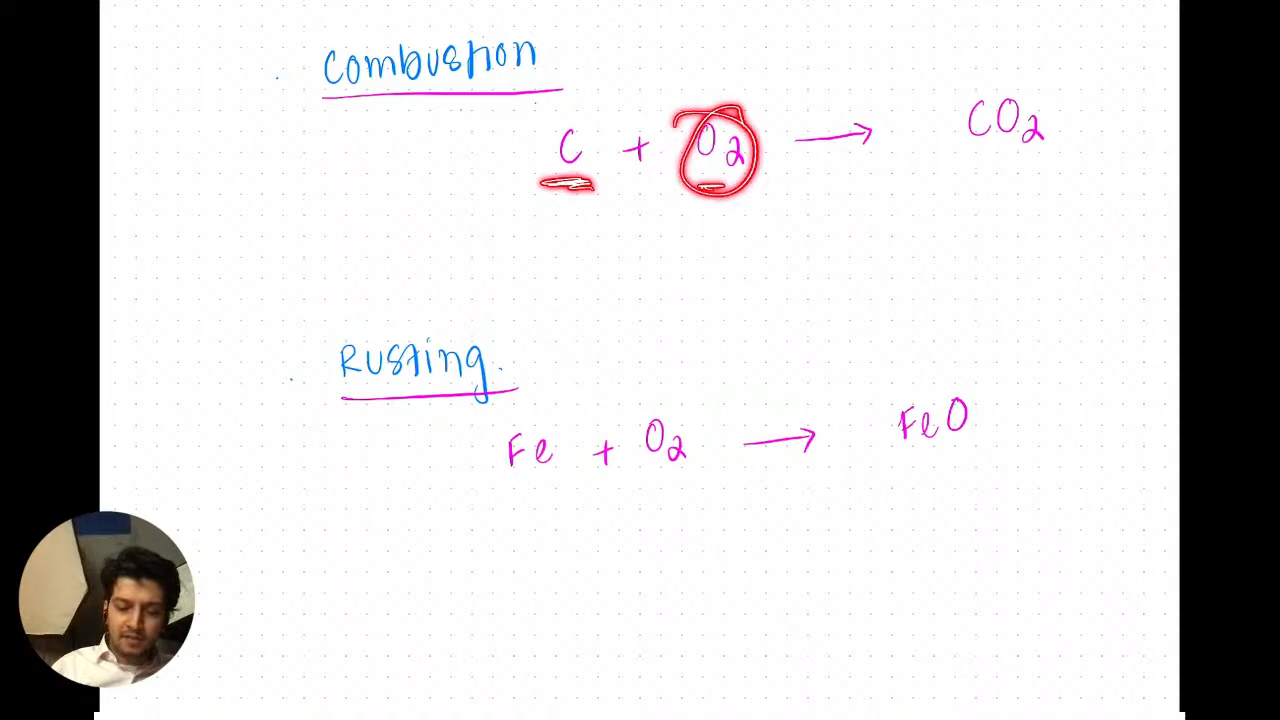 Combustion
C + O₂ → CO₂
Rusting.
Fe + O₂ → FeO